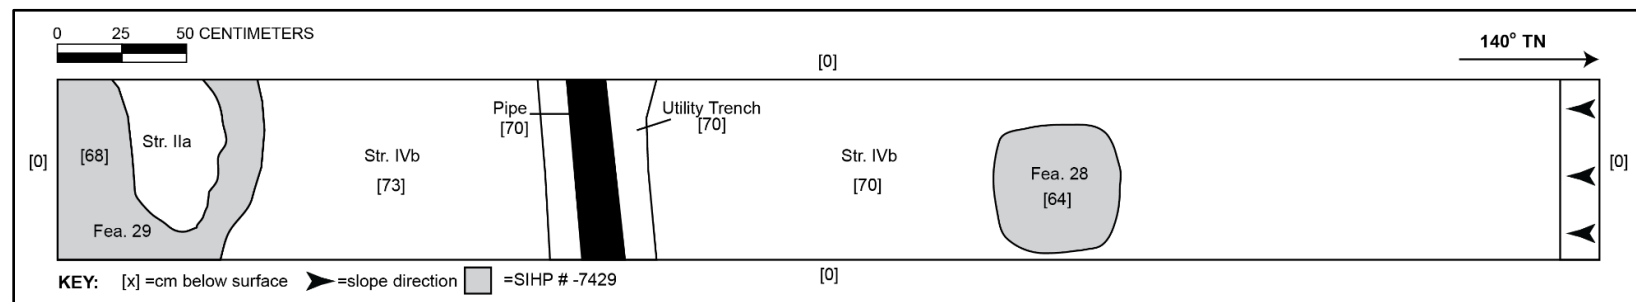 0 25 50 CENTIMETERS
140° TN
[0]
Pipe
[70]
Utility Trench
[70]
Str. IIa
[68]
[0]
Fea. 29
Str. IVb
[73]
Str. IVb
[70]
Fea. 28
[64]
[0]
[0]
KEY: [x] =cm below surface =slope direction =SIHP # -7429